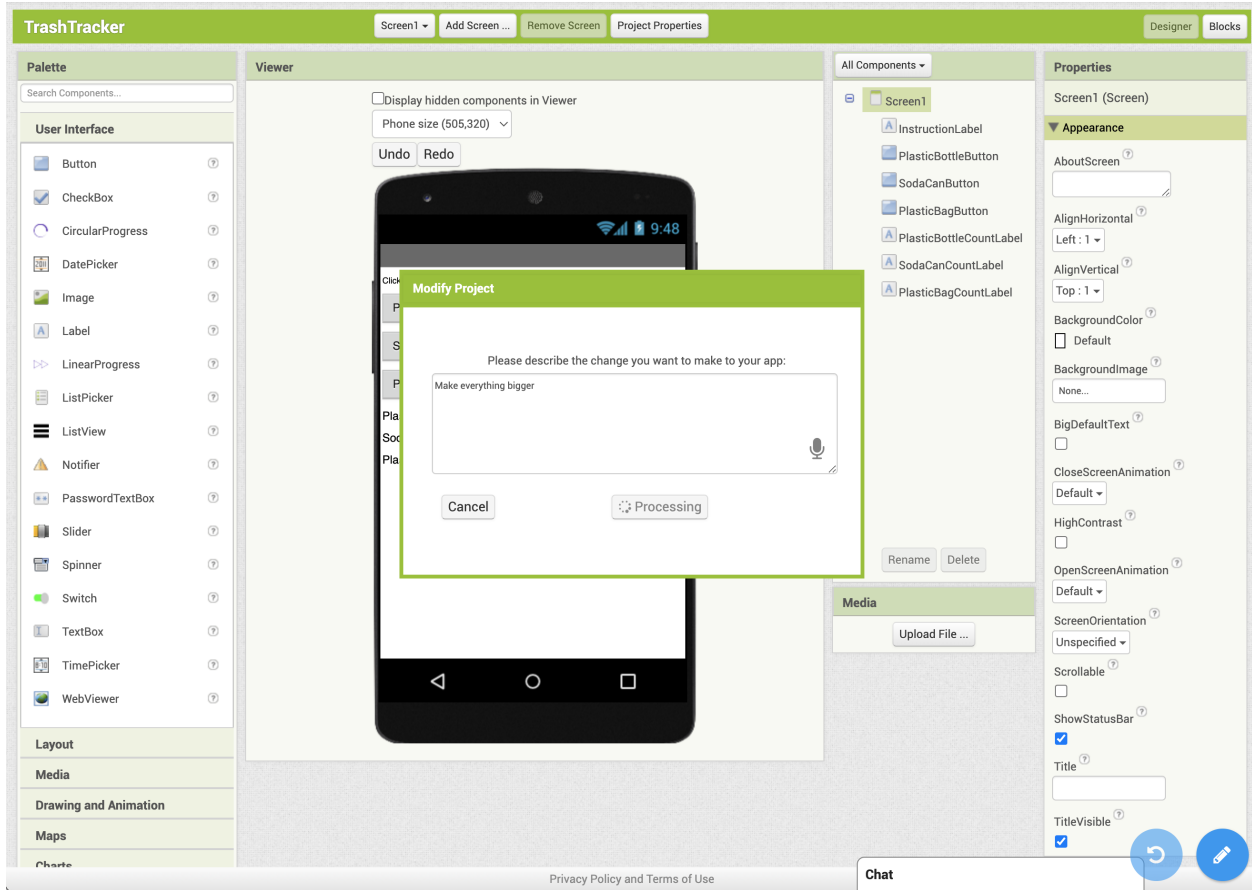 TrashTracker
Screen1
Add Screen ...
Remove Screen
Project Properties
Designer
Blocks
Palette
Search Components...
User Interface
Button
CheckBox
CircularProgress
DatePicker
Image
Label
LinearProgress
ListPicker
ListView
Notifier
PasswordTextBox
Slider
Spinner
Switch
TextBox
TimePicker
WebViewer
Layout
Media
Drawing and Animation
Maps
Charts
Viewer
Display hidden components in Viewer
Phone size (505,320)
Undo
Redo
9:48
Click
P
S
P
Pla
Soc
Pla
Modify Project
Please describe the change you want to make to your app:
Make everything bigger
Cancel
Processing
All Components
Screen1
InstructionLabel
PlasticBottleButton
SodaCanButton
PlasticBagButton
PlasticBottleCountLabel
SodaCanCountLabel
PlasticBagCountLabel
Rename
Delete
Media
Upload File ...
Properties
Screen1 (Screen)
Appearance
AboutScreen
AlignHorizontal
Left : 1
AlignVertical
Top : 1
BackgroundColor
Default
BackgroundImage
None...
BigDefaultText
CloseScreenAnimation
Default
HighContrast
OpenScreenAnimation
Default
ScreenOrientation
Unspecified
Scrollable
ShowStatusBar
Title
TitleVisible
Chat
Privacy Policy and Terms of Use